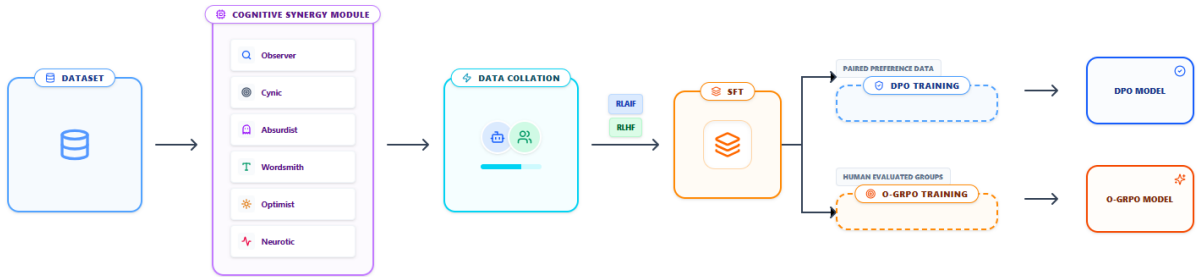 DATASET
COGNITIVE SYNERGY MODULE
Observer
Cynic
Absurdist
Wordsmith
Optimist
Neurotic
DATA COLLATION
RLAIF
RLHF
SFT
PAIRED PREFERENCE DATA
DPO TRAINING
DPO MODEL
HUMAN EVALUATED GROUPS
O-GRPO TRAINING
O-GRPO MODEL